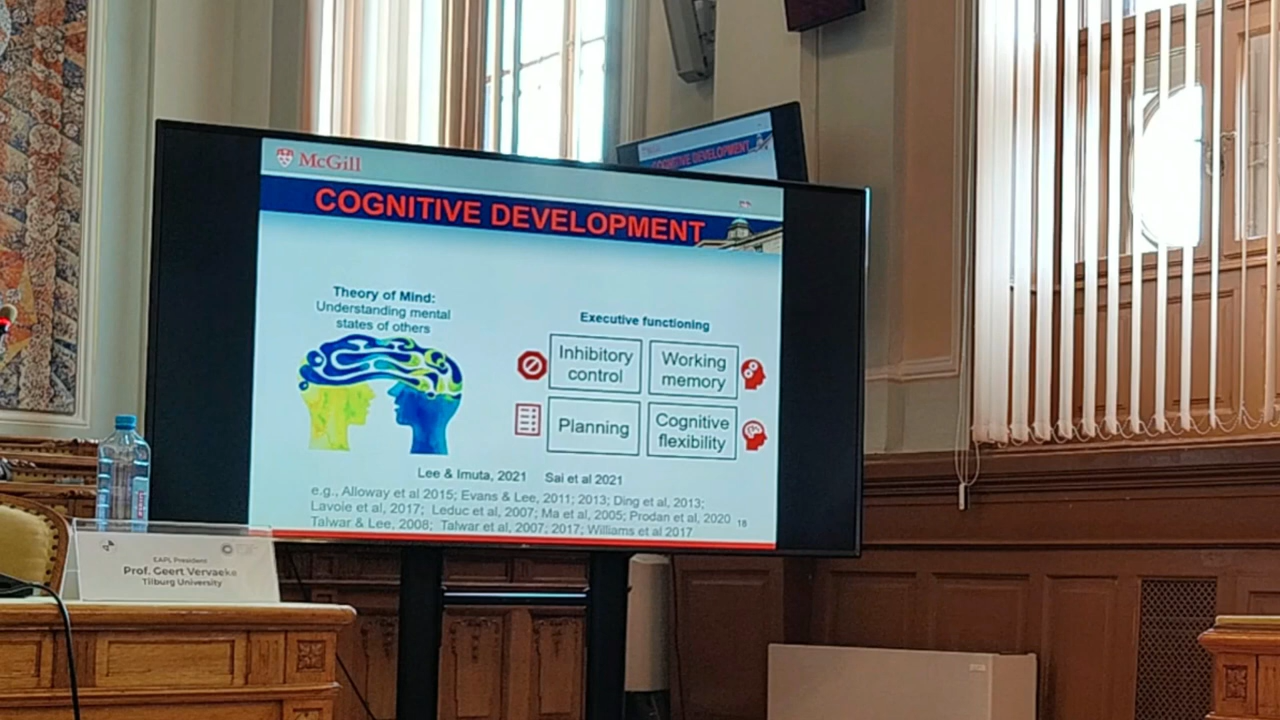 McGill
COGNITIVE DEVELOPMENT
Theory of Mind:
Understanding mental
states of others
Executive functioning
Inhibitory
control
Working
memory
Planning
Cognitive
flexibility
Lee & Imuta, 2021 Sai et al 2021
e.g., Alloway et al 2015; Evans & Lee, 2011; 2013; Ding et al, 2013;
Lavoie et al, 2017; Leduc et al, 2007; Ma et al, 2005; Prodan et al, 2020
Talwar & Lee, 2008; Talwar et al, 2007; 2017; Williams et al 2017
18
COGNITIVE DEVELOPMENT
EAPL President
Prof. Geert Vervaeke
Tilburg University